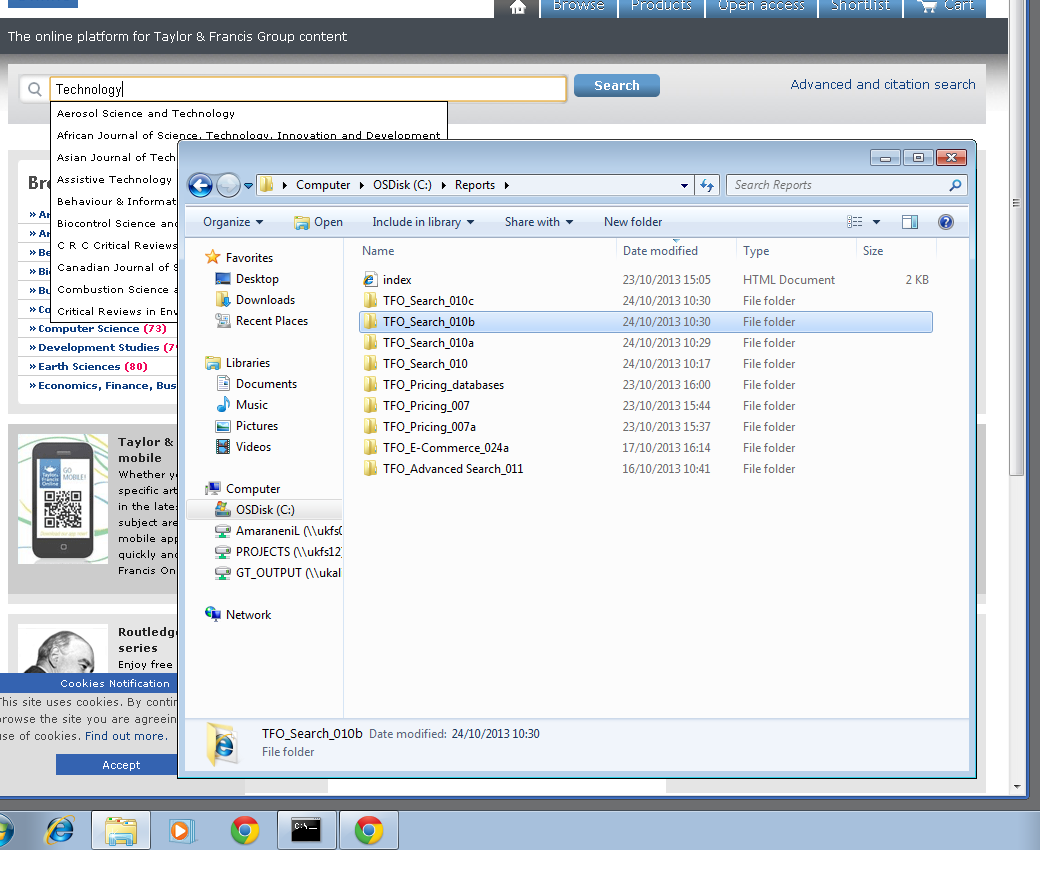 Browse
Products
Open access
Shortlist
Cart
The online platform for Taylor & Francis Group content
Technology
Search
Advanced and citation search
Aerosol Science and Technology
African Journal of Science, Technology, Innovation and Development
Asian Journal of Tech
Assistive Technology
Behaviour & Informat
Biocontrol Science and
C R C Critical Reviews
Canadian Journal of S
Combustion Science a
Critical Reviews in Env
» Computer Science (73)
» Development Studies (79
» Earth Sciences (80)
» Economics, Finance, Bus
Taylor &
mobile
Whether yo
specific art
in the lates
subject are
mobile app
quickly and
Francis On
GO
MOBILE!
Taylor
Francis
Online
Routledge
series
Enjoy free
Cookies Notification
This site uses cookies. By contin
browse the site you are agreein
use of cookies. Find out more.
Accept
Computer
OSDisk (C:)
Reports
Search Reports
Organize
Open
Include in library
Share with
New folder
Favorites
Desktop
Downloads
Recent Places
Libraries
Documents
Music
Pictures
Videos
Computer
OSDisk (C:)
AmaraneniL (\\ukfs0
PROJECTS (\\ukfs12
GT_OUTPUT (\\ukal
Network
Name Date modified Type Size
index 23/10/2013 15:05 HTML Document 2 KB
TFO_Search_010c 24/10/2013 10:30 File folder
TFO_Search_010b 24/10/2013 10:30 File folder
TFO_Search_010a 24/10/2013 10:29 File folder
TFO_Search_010 24/10/2013 10:17 File folder
TFO_Pricing_databases 23/10/2013 16:00 File folder
TFO_Pricing_007 23/10/2013 15:44 File folder
TFO_Pricing_007a 23/10/2013 15:37 File folder
TFO_E-Commerce_024a 17/10/2013 16:14 File folder
TFO_Advanced Search_011 16/10/2013 10:41 File folder
TFO_Search_010b Date modified: 24/10/2013 10:30
File folder
C:\_